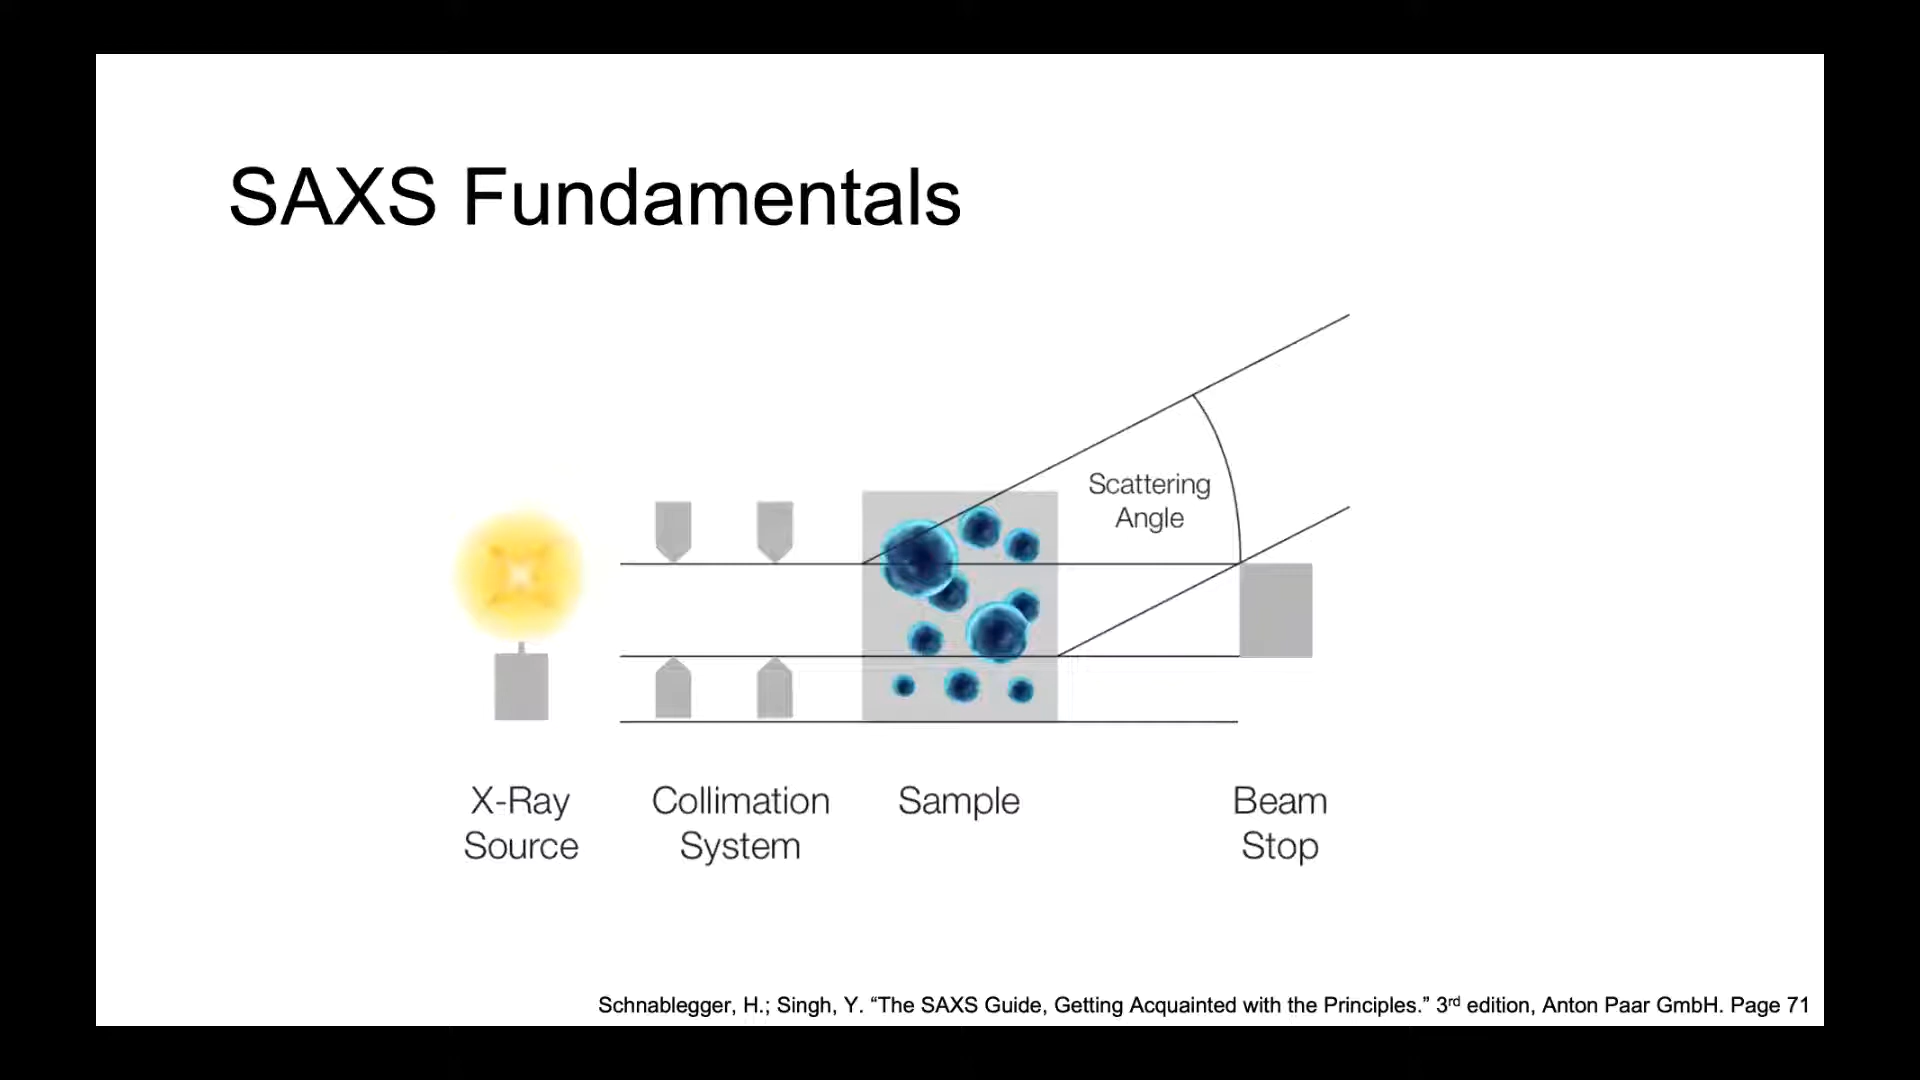 SAXS Fundamentals
Scattering
Angle
X-Ray
Source
Collimation
System
Sample
Beam
Stop
Schnablegger, H.; Singh, Y. “The SAXS Guide, Getting Acquainted with the Principles.” 3rd edition, Anton Paar GmbH. Page 71